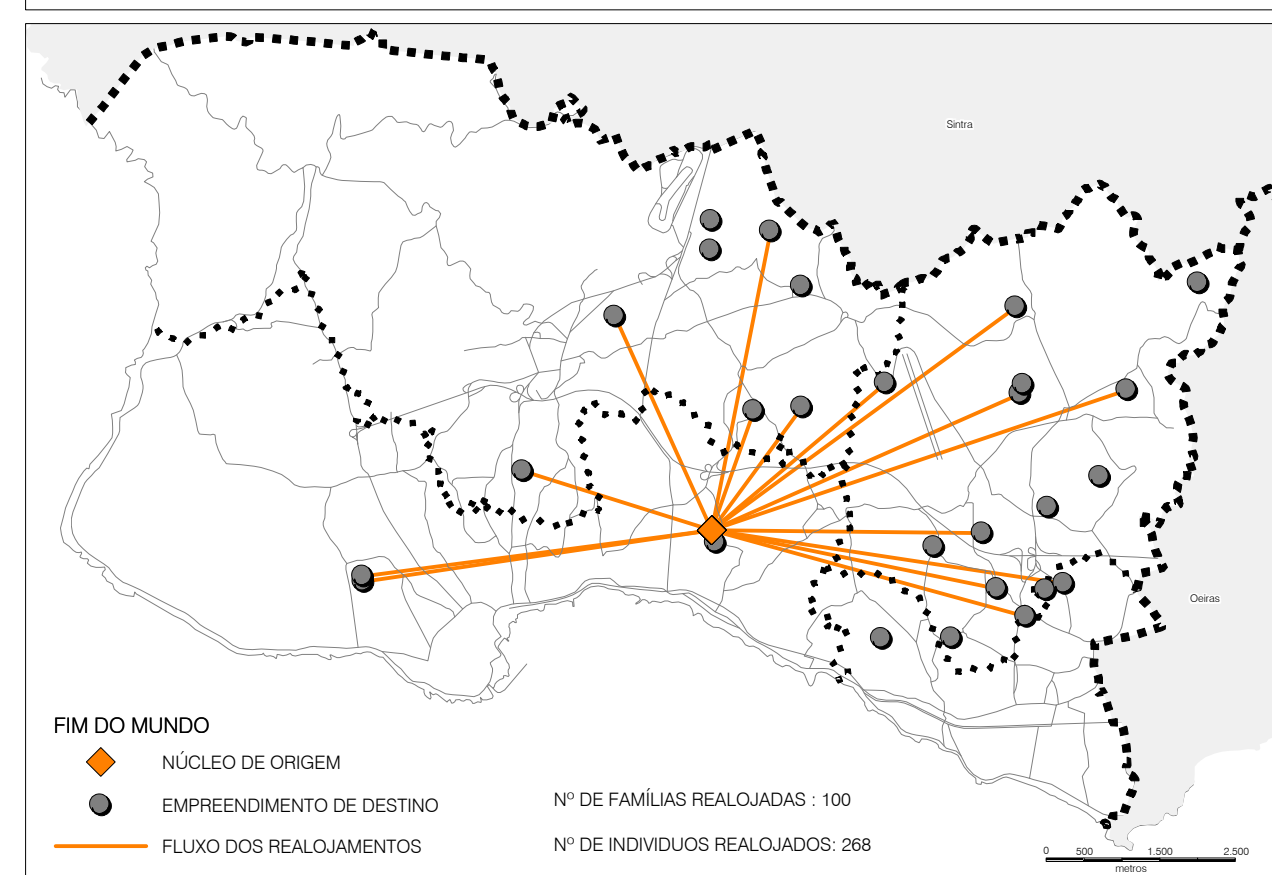 Sintra
Oeiras
FIM DO MUNDO
NÚCLEO DE ORIGEM
EMPREENDIMENTO DE DESTINO
FLUXO DOS REALOJAMENTOS
Nº DE FAMÍLIAS REALOJADAS : 100
Nº DE INDIVIDUOS REALOJADOS: 268
0 500 1.500 2.500
metros